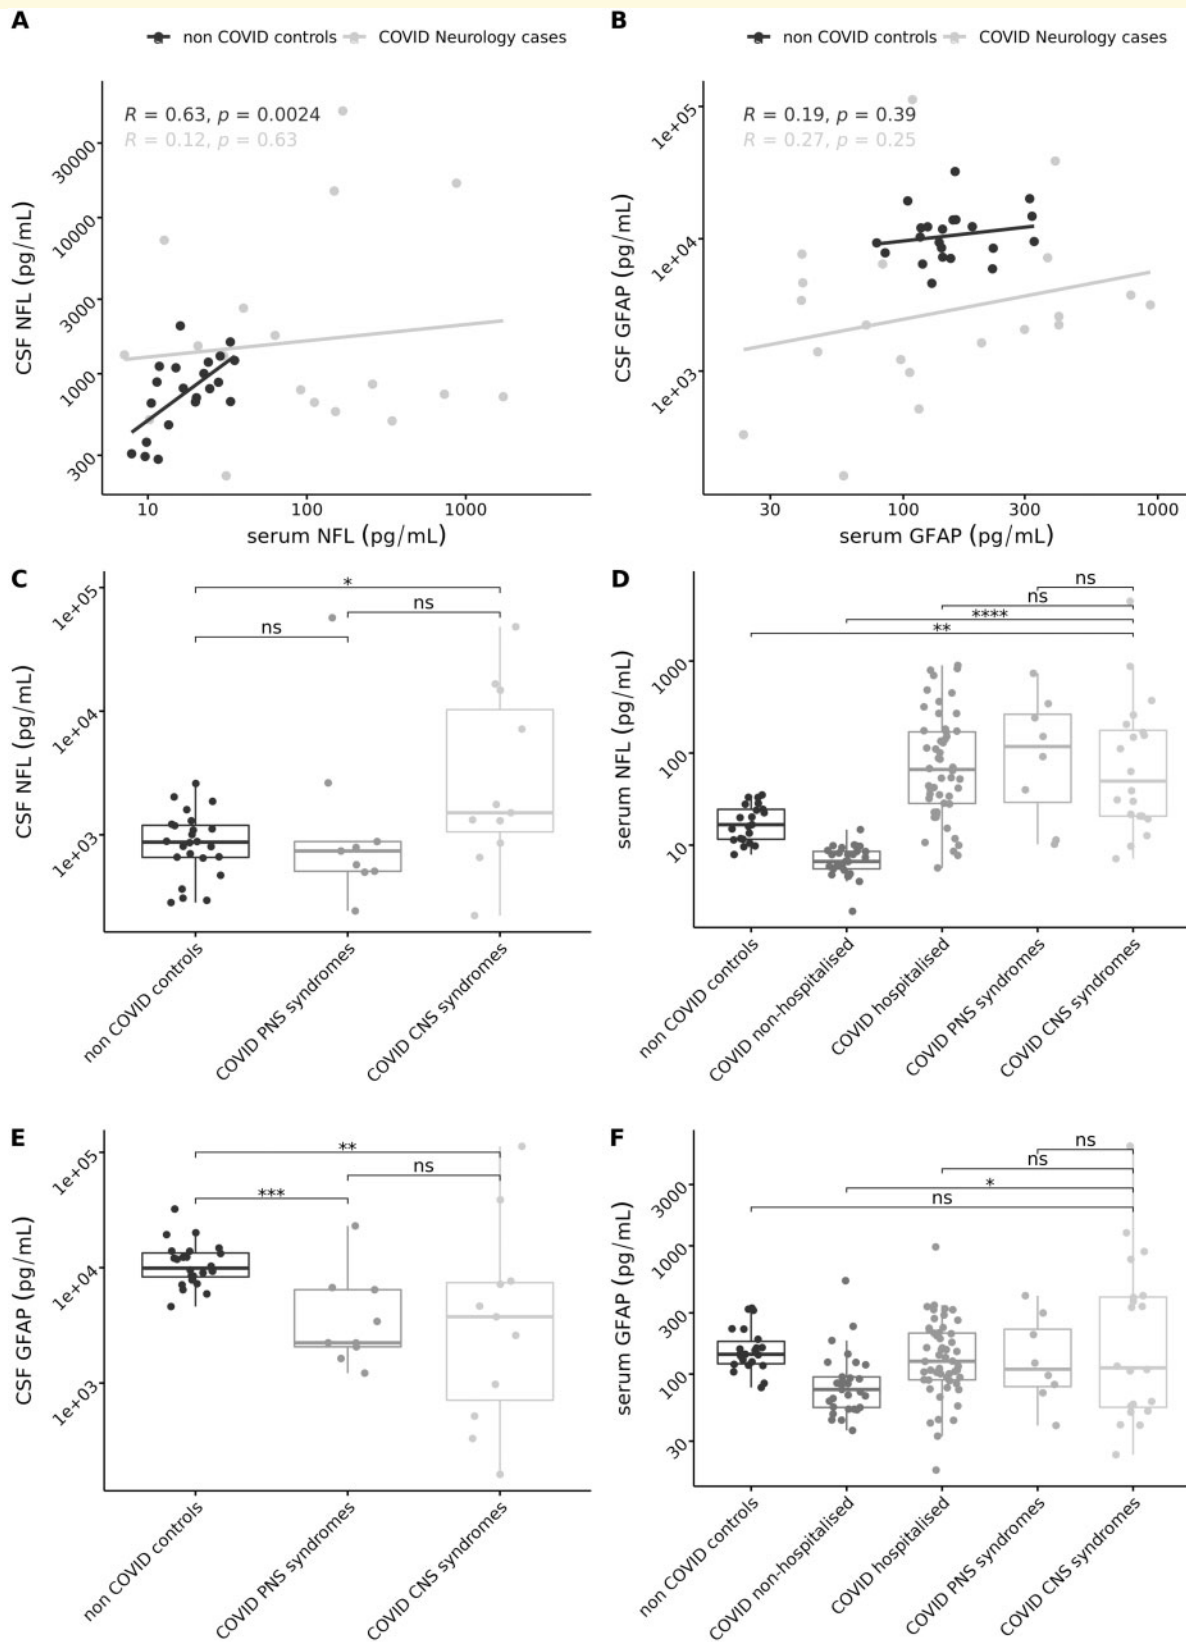 A
non COVID controls COVID Neurology cases
R = 0.63, p = 0.0024
R = 0.12, p = 0.63
CSF NFL (pg/mL)
30000
10000
3000
1000
300
10 100 1000
serum NFL (pg/mL)
B
non COVID controls COVID Neurology cases
R = 0.19, p = 0.39
R = 0.27, p = 0.25
CSF GFAP (pg/mL)
1e+05
1e+04
1e+03
30 100 300 1000
serum GFAP (pg/mL)
C
*
ns
ns
CSF NFL (pg/mL)
1e+05
1e+04
1e+03
non COVID controls
COVID PNS syndromes
COVID CNS syndromes
D
ns
ns
****
**
serum NFL (pg/mL)
1000
100
10
non COVID controls
COVID non-hospitalised
COVID hospitalised
COVID PNS syndromes
COVID CNS syndromes
E
**
ns
***
CSF GFAP (pg/mL)
1e+05
1e+04
1e+03
non COVID controls
COVID PNS syndromes
COVID CNS syndromes
F
ns
ns
*
ns
serum GFAP (pg/mL)
3000
1000
300
100
30
non COVID controls
COVID non-hospitalised
COVID hospitalised
COVID PNS syndromes
COVID CNS syndromes